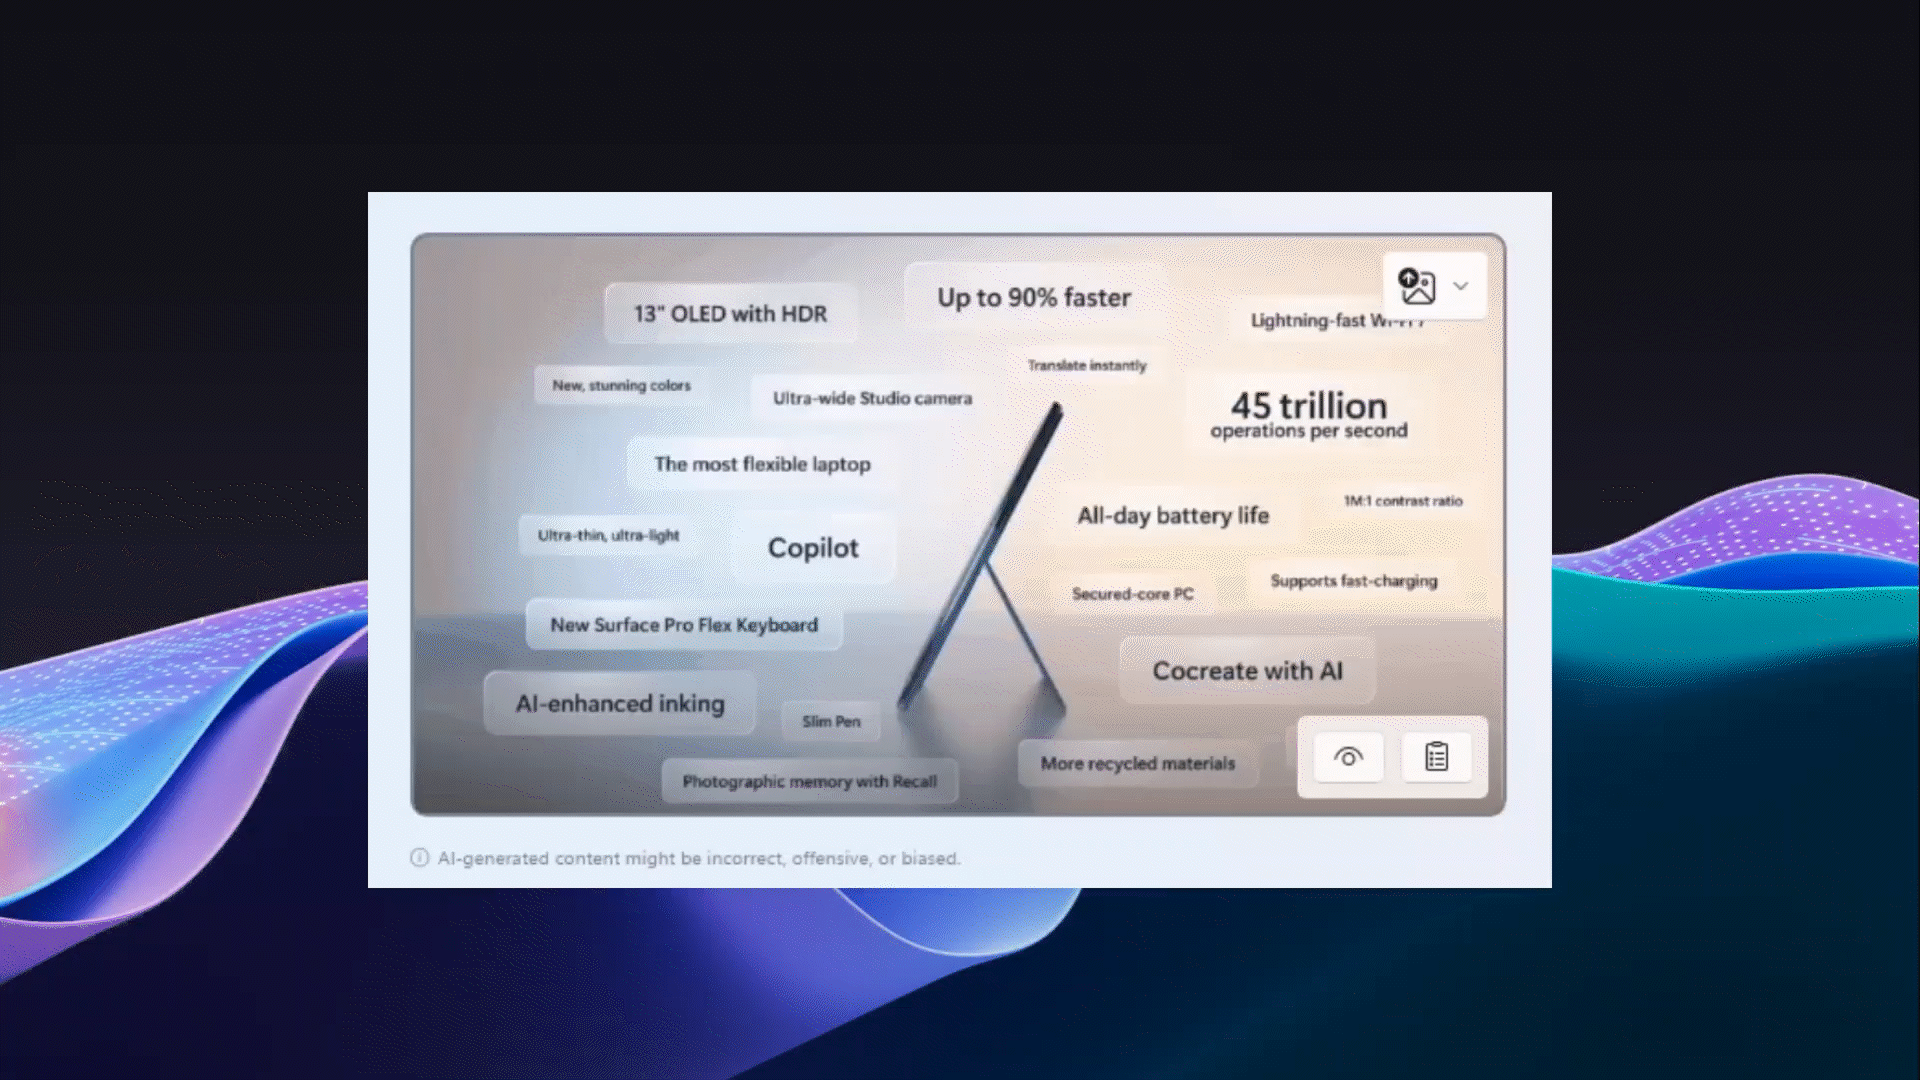 13" OLED with HDR
Up to 90% faster
Lightning-fast
Translate instantly
New, stunning colors
Ultra-wide Studio camera
45 trillion
operations per second
The most flexible laptop
All-day battery life
1M:1 contrast ratio
Ultra-thin, ultra-light
Copilot
Secured-core PC
Supports fast-charging
New Surface Pro Flex Keyboard
Cocreate with AI
AI-enhanced inking
Slim Pen
More recycled materials
Photographic memory with Recall
AI-generated content might be incorrect, offensive, or biased.